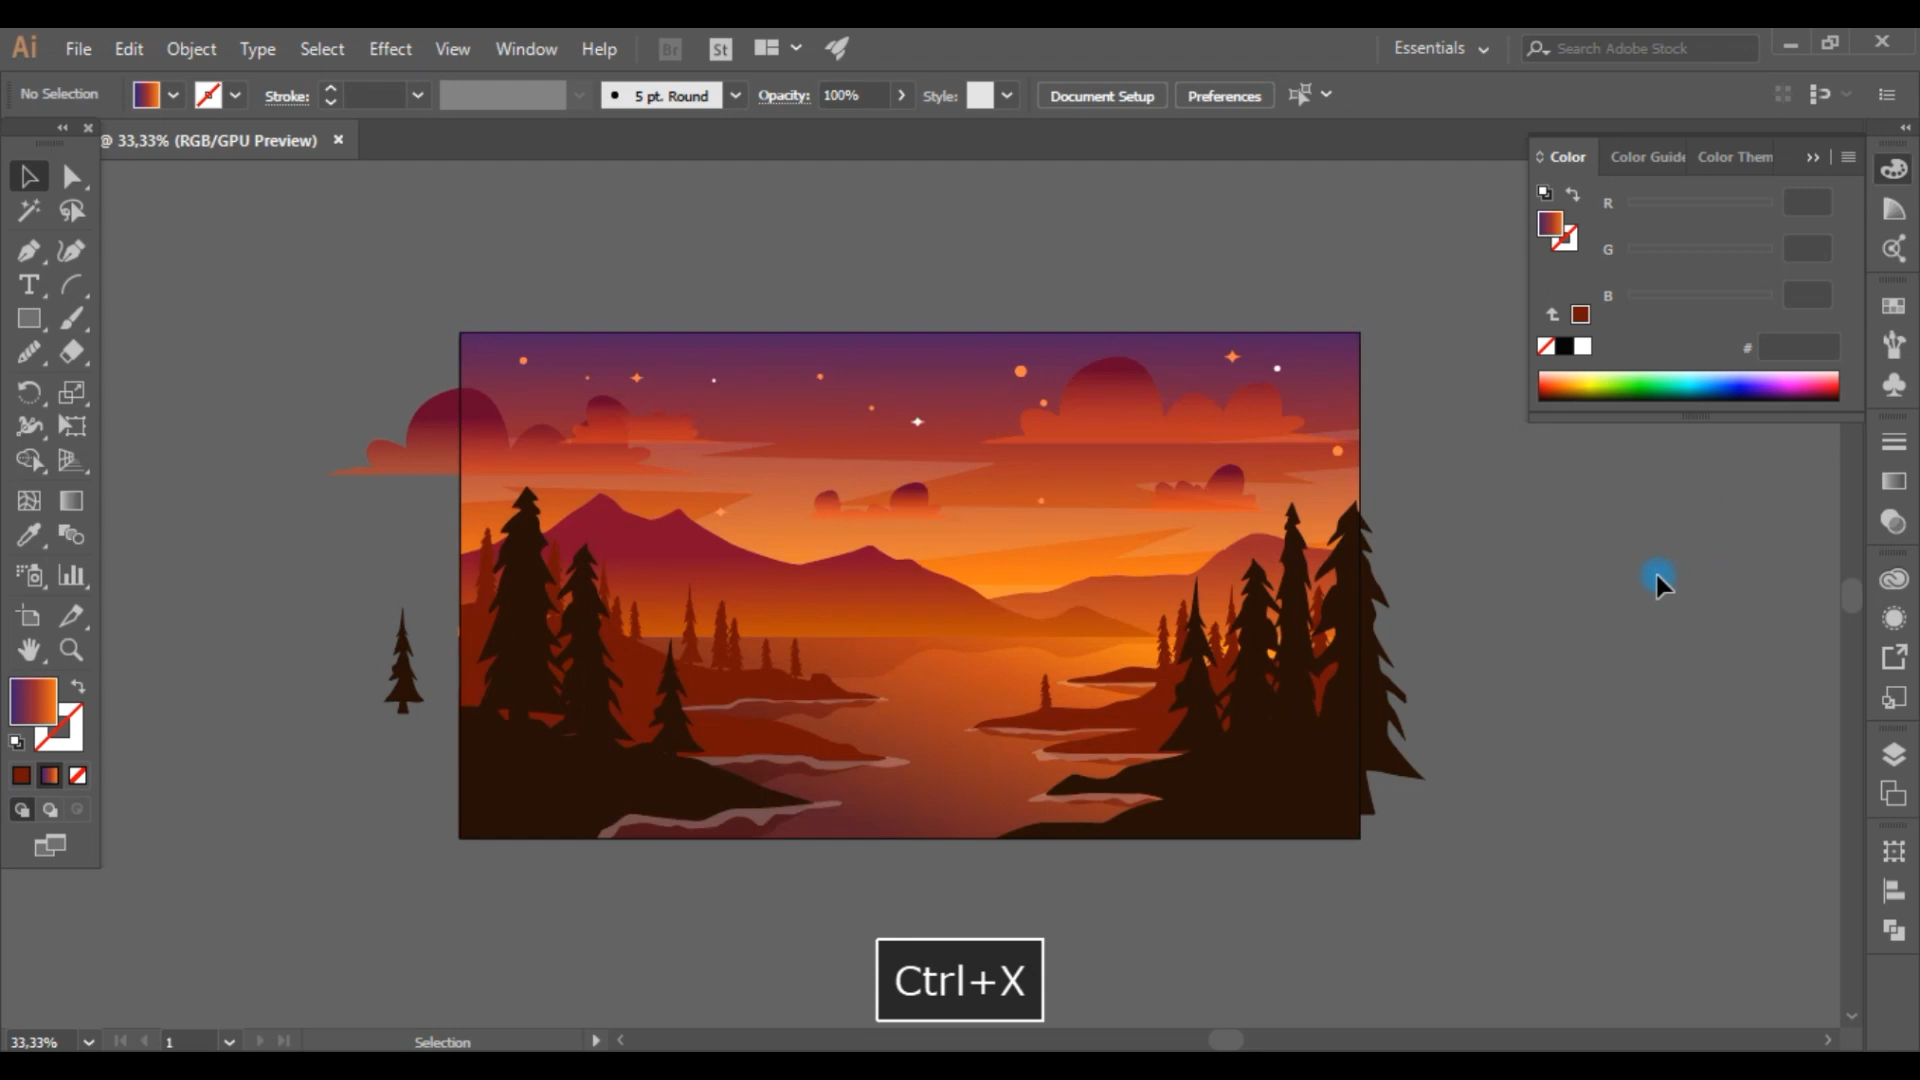 Ai File Edit Object Type Select Effect View Window Help Br St Essentials Search Adobe Stock
No Selection Stroke: 5 pt. Round Opacity: 100% Style: Document Setup Preferences
@ 33,33% (RGB/GPU Preview)
Color Color Guide Color Them
R
G
B
#
Ctrl+X
33,33% 1 Selection